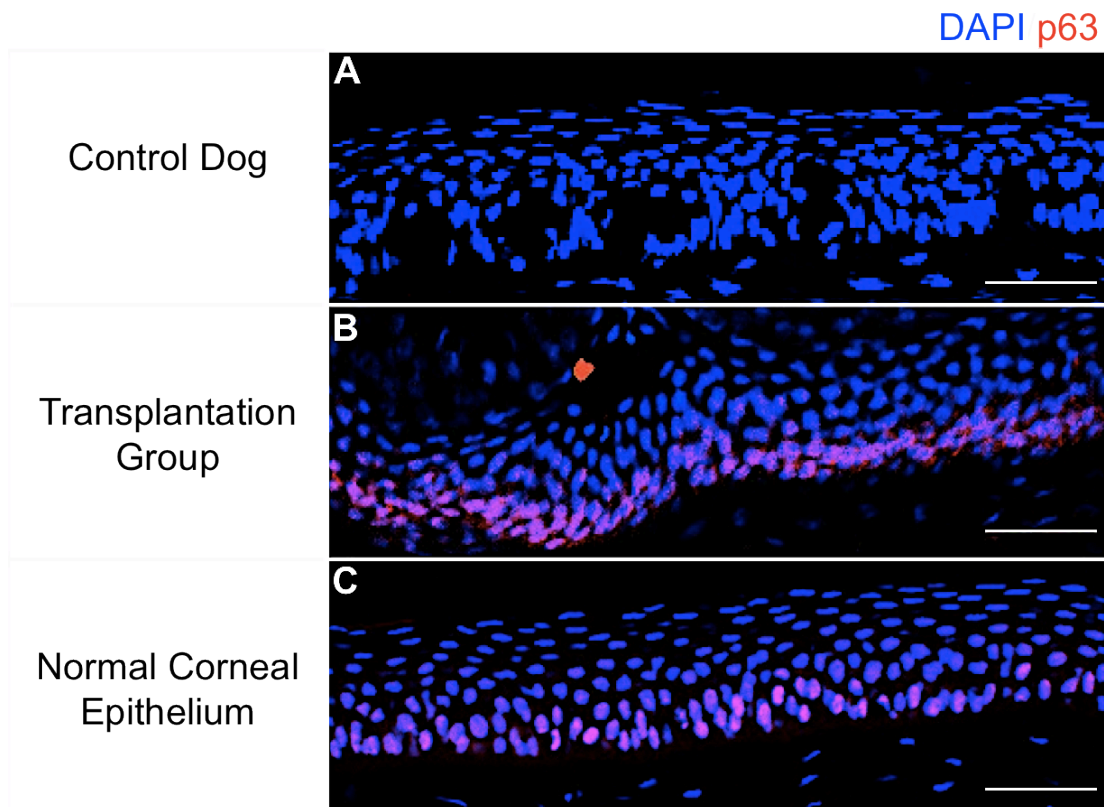 DAPI p63
A
Control Dog
B
Transplantation
Group
C
Normal Corneal
Epithelium